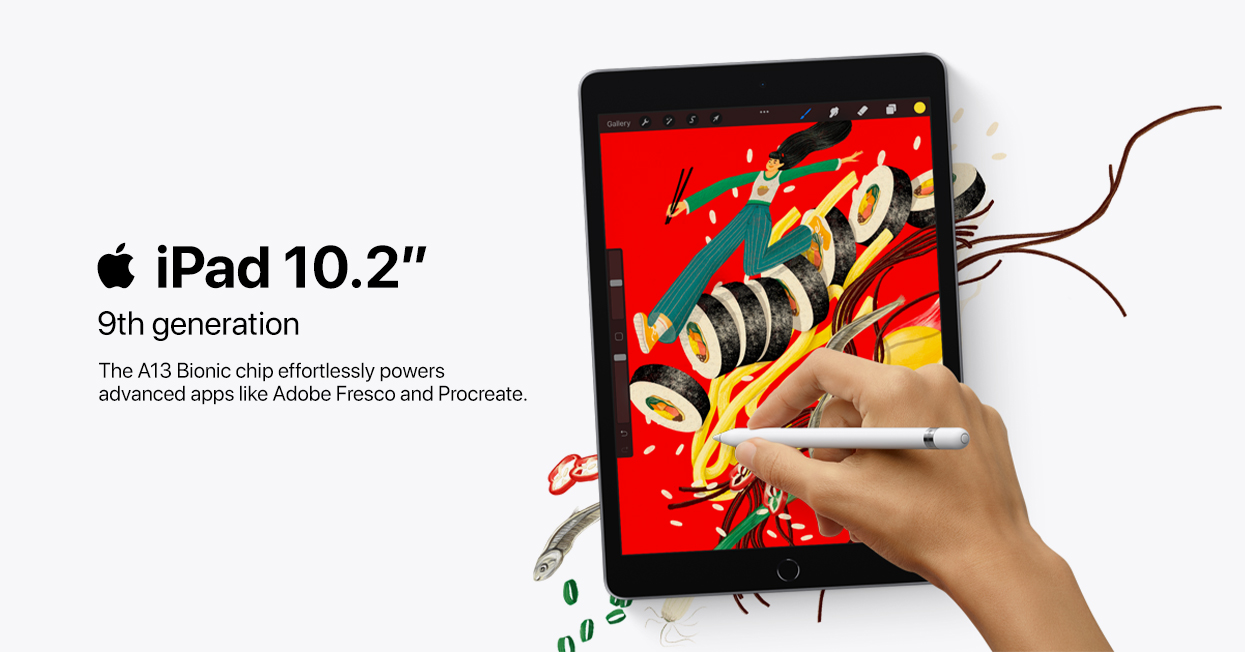 iPad 10.2″
9th generation
The A13 Bionic chip effortlessly powers
advanced apps like Adobe Fresco and Procreate.
Gallery